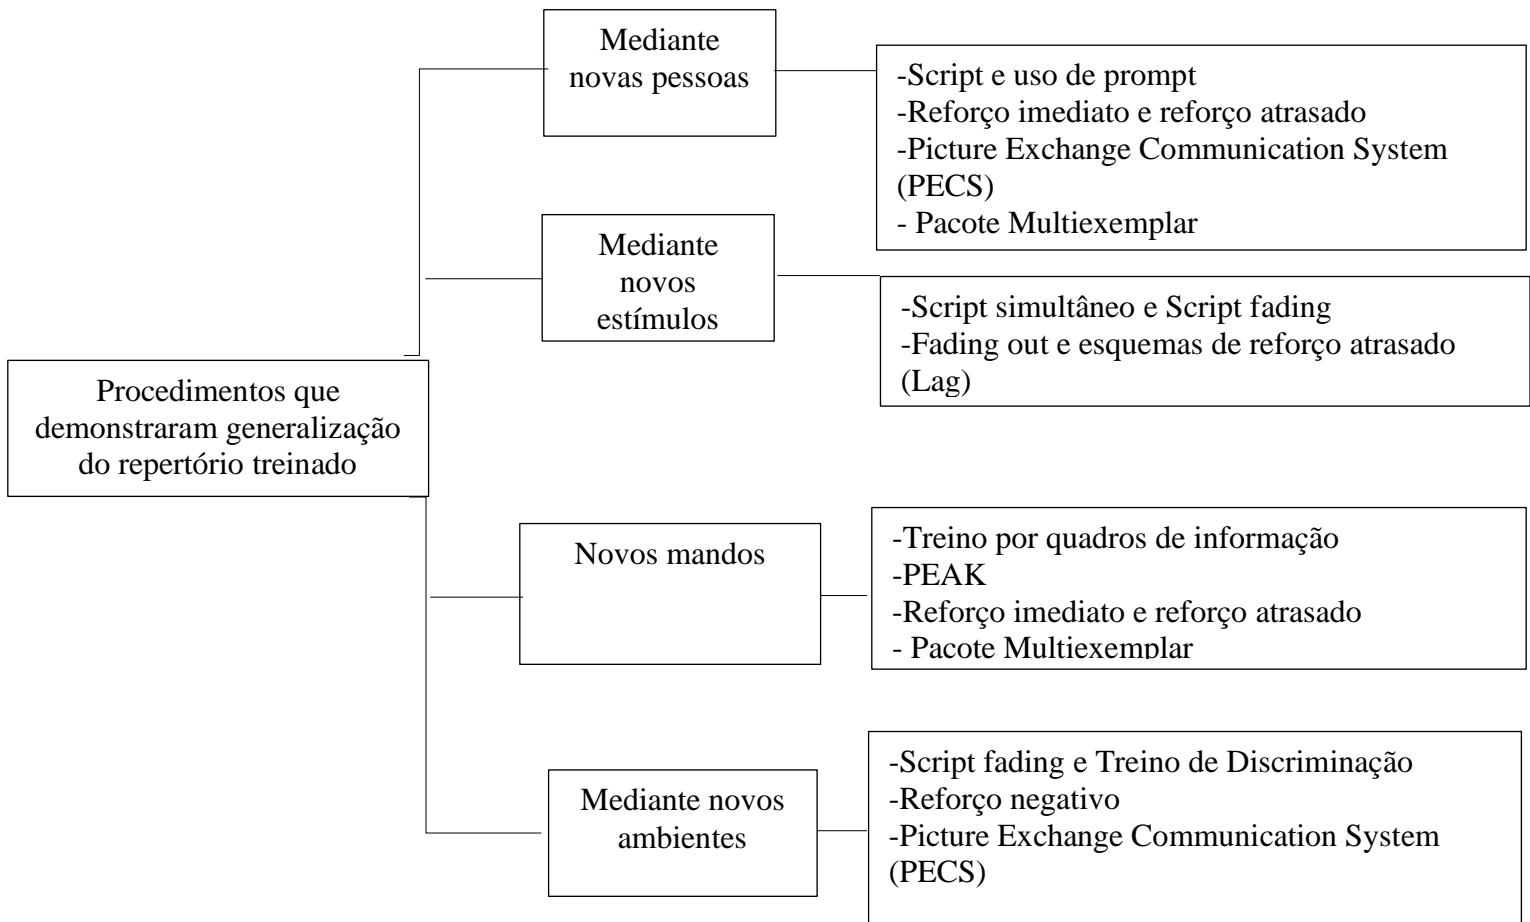 Mediante
novas pessoas
-Script e uso de prompt
-Reforço imediato e reforço atrasado
-Picture Exchange Communication System
(PECS)
- Pacote Multiexemplar
Mediante
novos
estímulos
-Script simultâneo e Script fading
-Fading out e esquemas de reforço atrasado
(Lag)
Procedimentos que
demonstraram generalização
do repertório treinado
Novos mandos
-Treino por quadros de informação
-PEAK
-Reforço imediato e reforço atrasado
- Pacote Multiexemplar
Mediante novos
ambientes
-Script fading e Treino de Discriminação
-Reforço negativo
-Picture Exchange Communication System
(PECS)